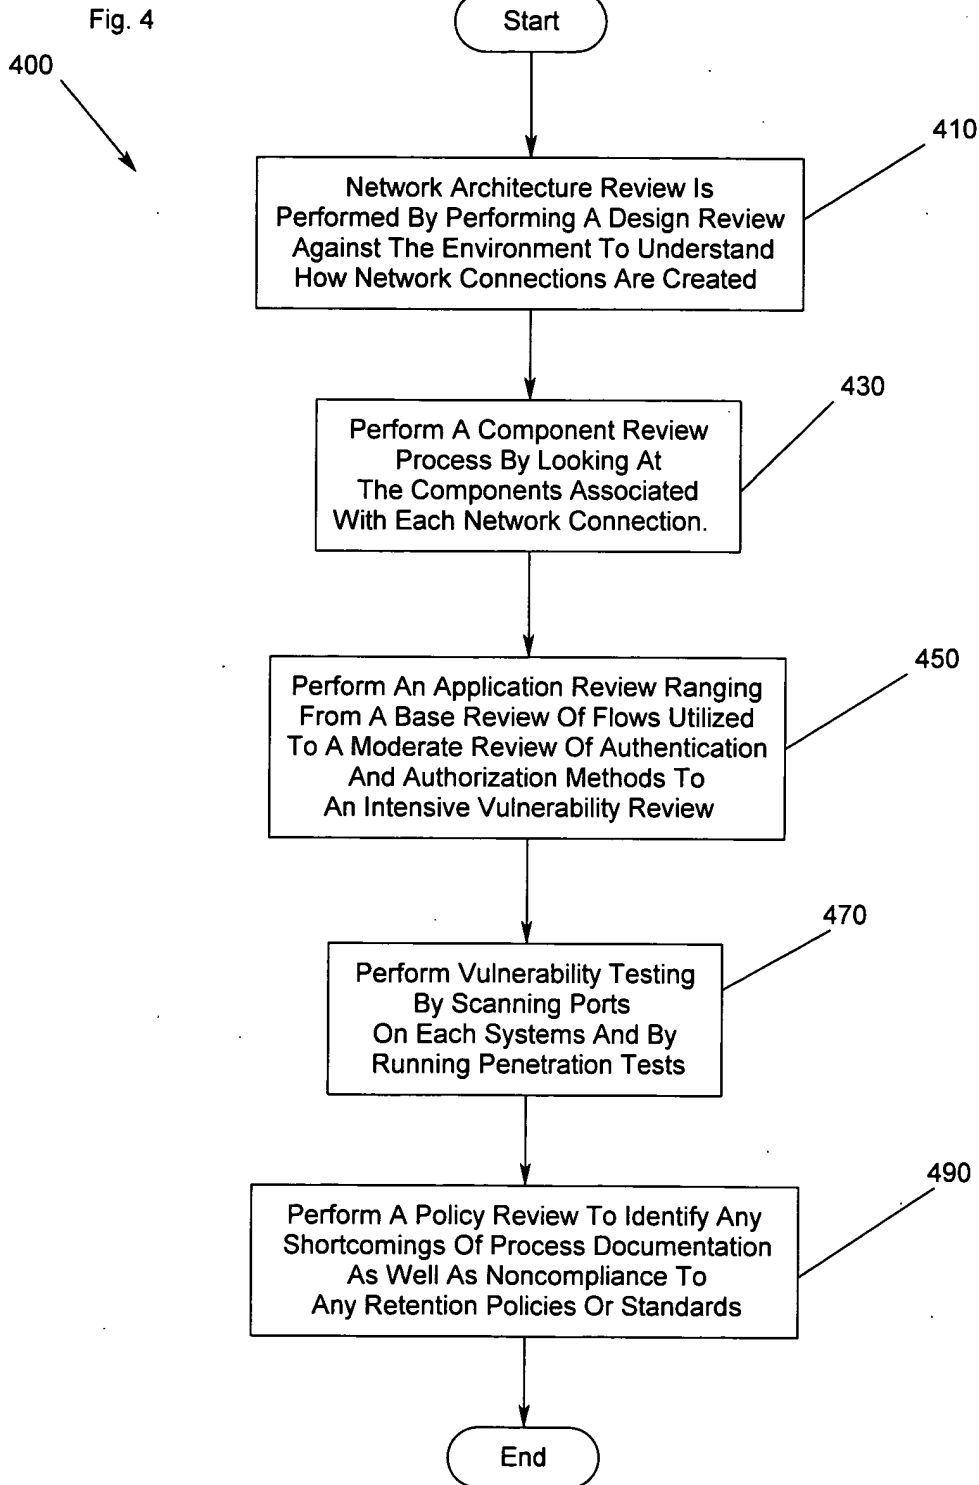 Fig. 4
Start
400
410
Network Architecture Review Is
Performed By Performing A Design Review
Against The Environment To Understand
How Network Connections Are Created
430
Perform A Component Review
Process By Looking At
The Components Associated
With Each Network Connection.
450
Perform An Application Review Ranging
From A Base Review Of Flows Utilized
To A Moderate Review Of Authentication
And Authorization Methods To
An Intensive Vulnerability Review
470
Perform Vulnerability Testing
By Scanning Ports
On Each Systems And By
Running Penetration Tests
490
Perform A Policy Review To Identify Any
Shortcomings Of Process Documentation
As Well As Noncompliance To
Any Retention Policies Or Standards
End